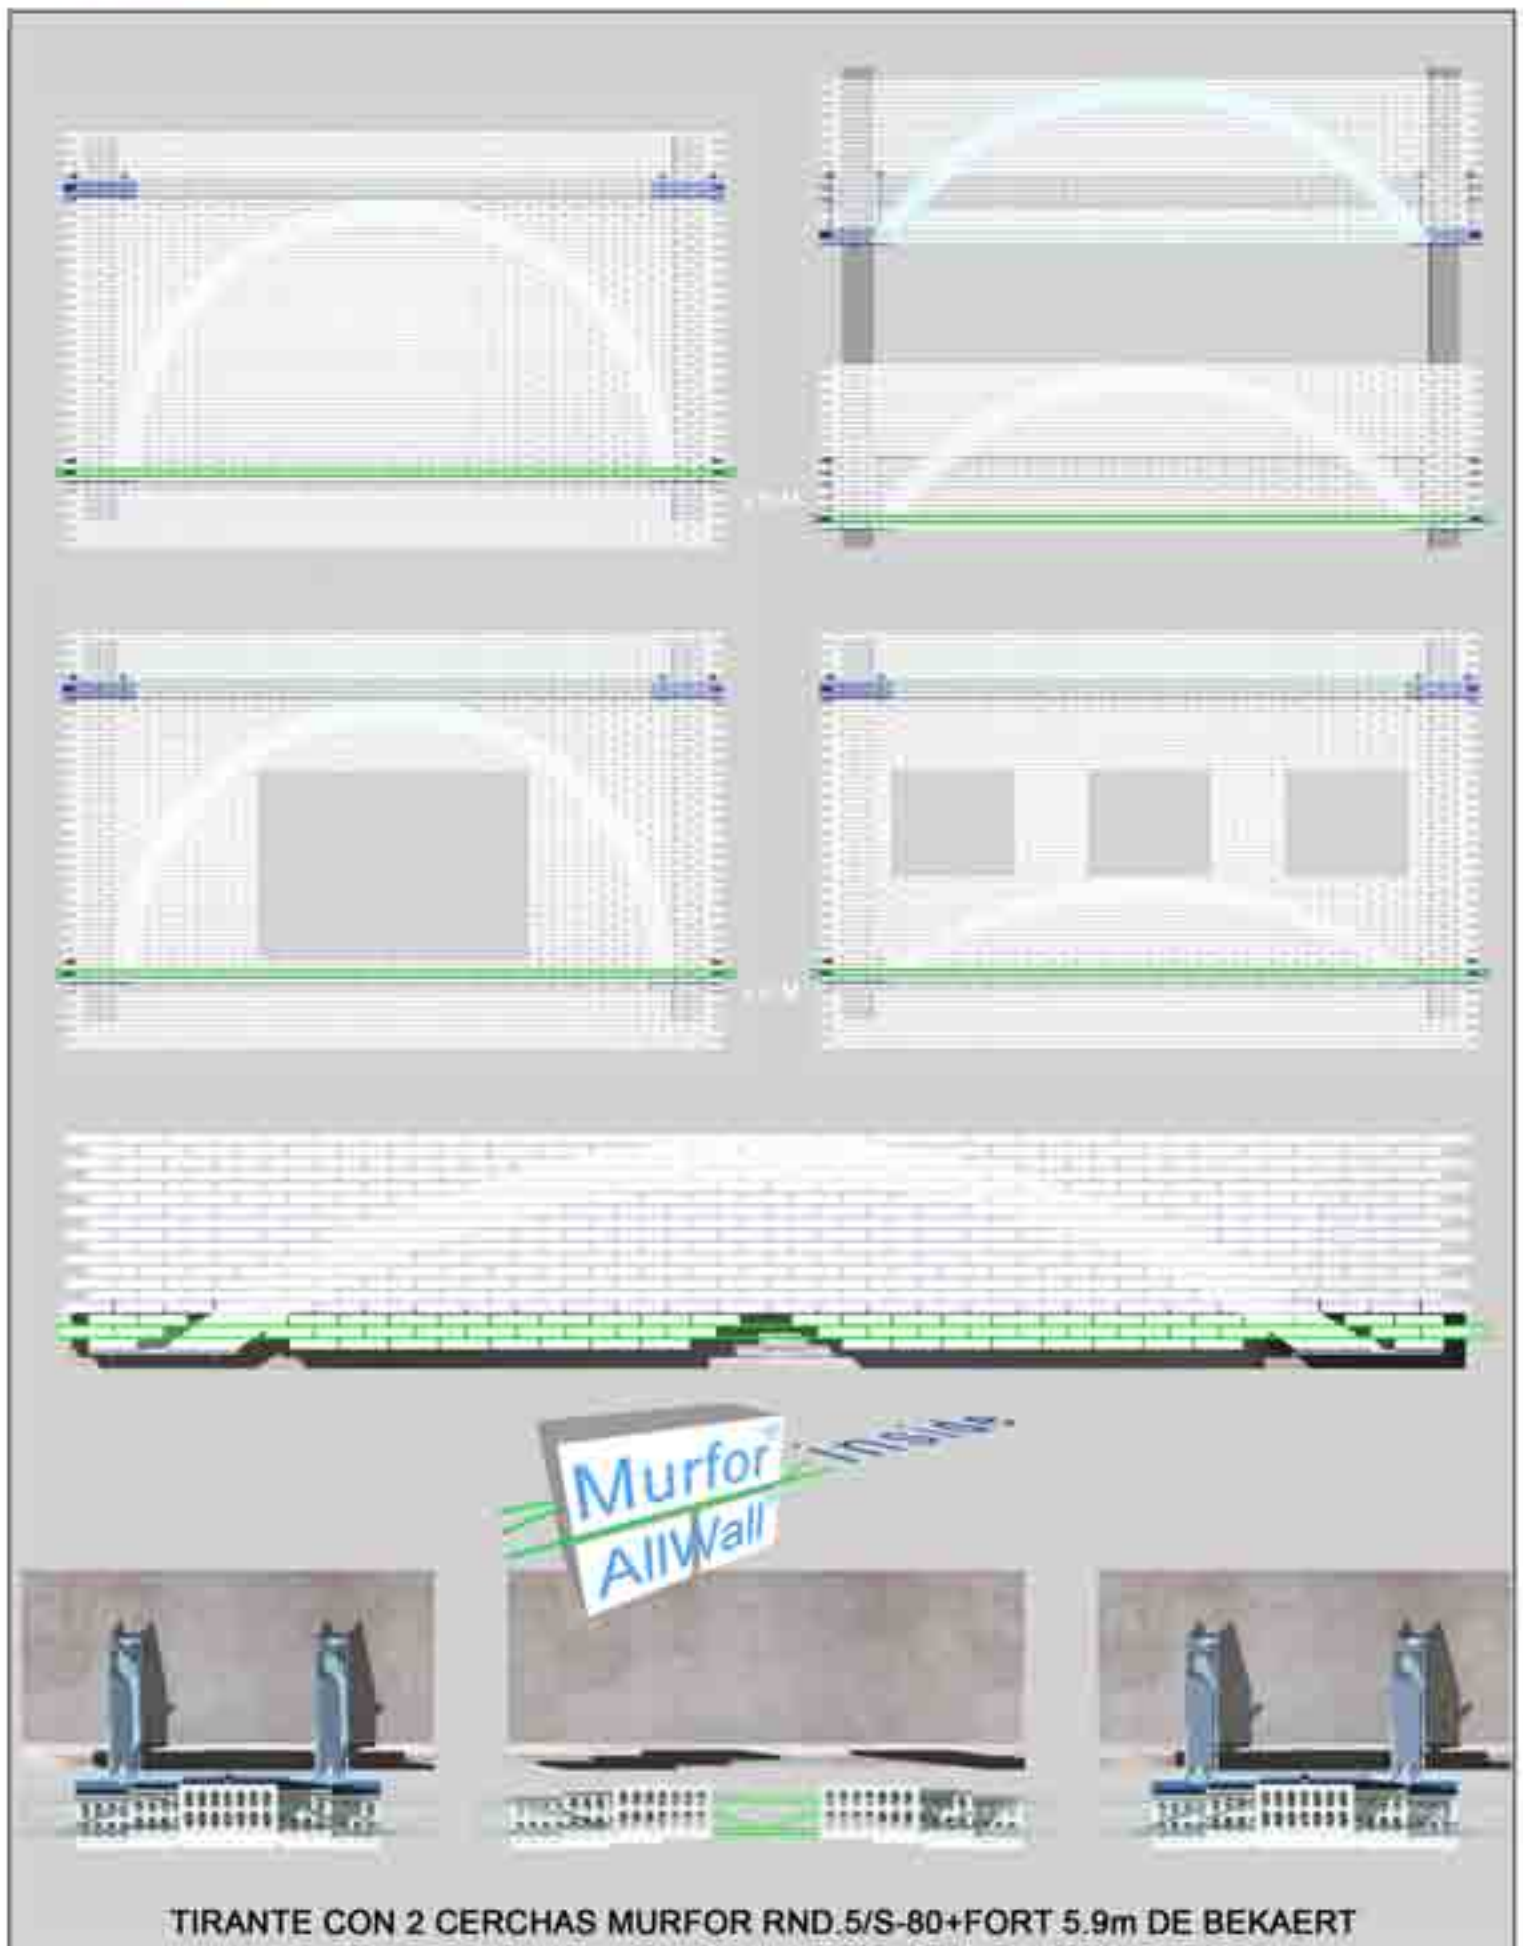 Murfor
AllWall
Inside
TIRANTE CON 2 CERCHAS MURFOR RND.5/S-80+FORT 5.9m DE BEKAERT